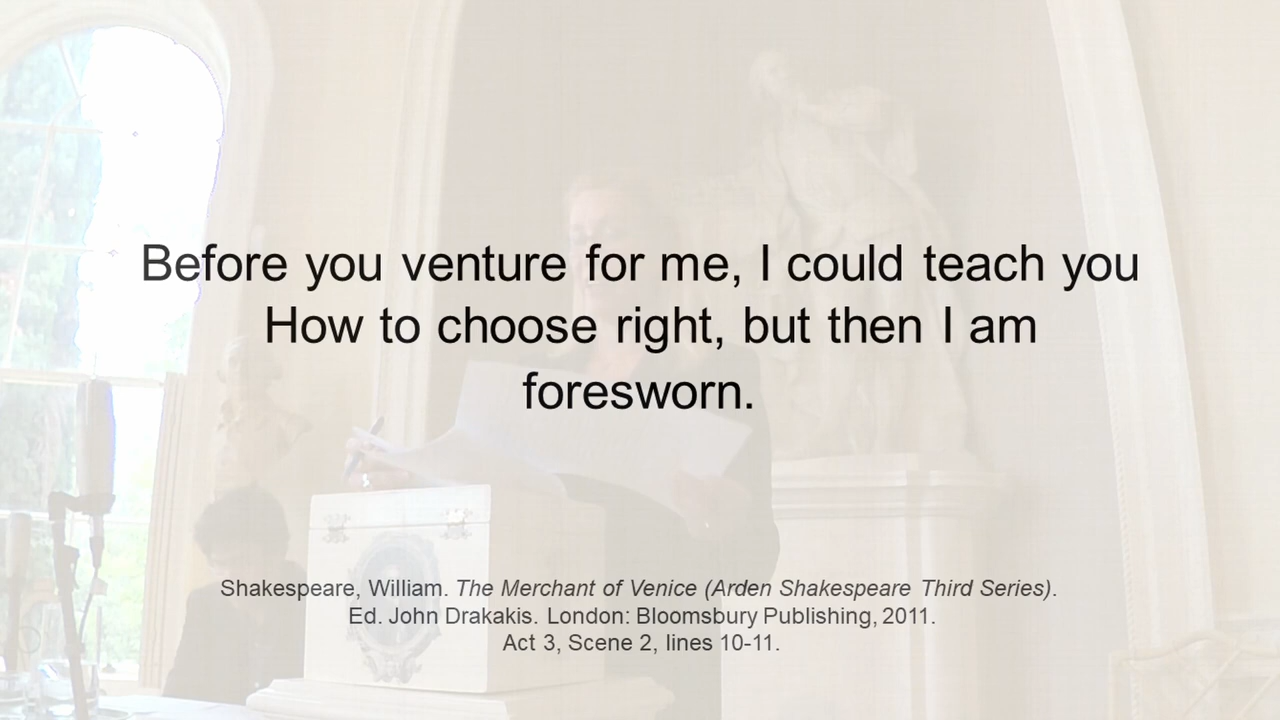 Before you venture for me, I could teach you
How to choose right, but then I am
foresworn.
Shakespeare, William. The Merchant of Venice (Arden Shakespeare Third Series).
Ed. John Drakakis. London: Bloomsbury Publishing, 2011.
Act 3, Scene 2, lines 10-11.